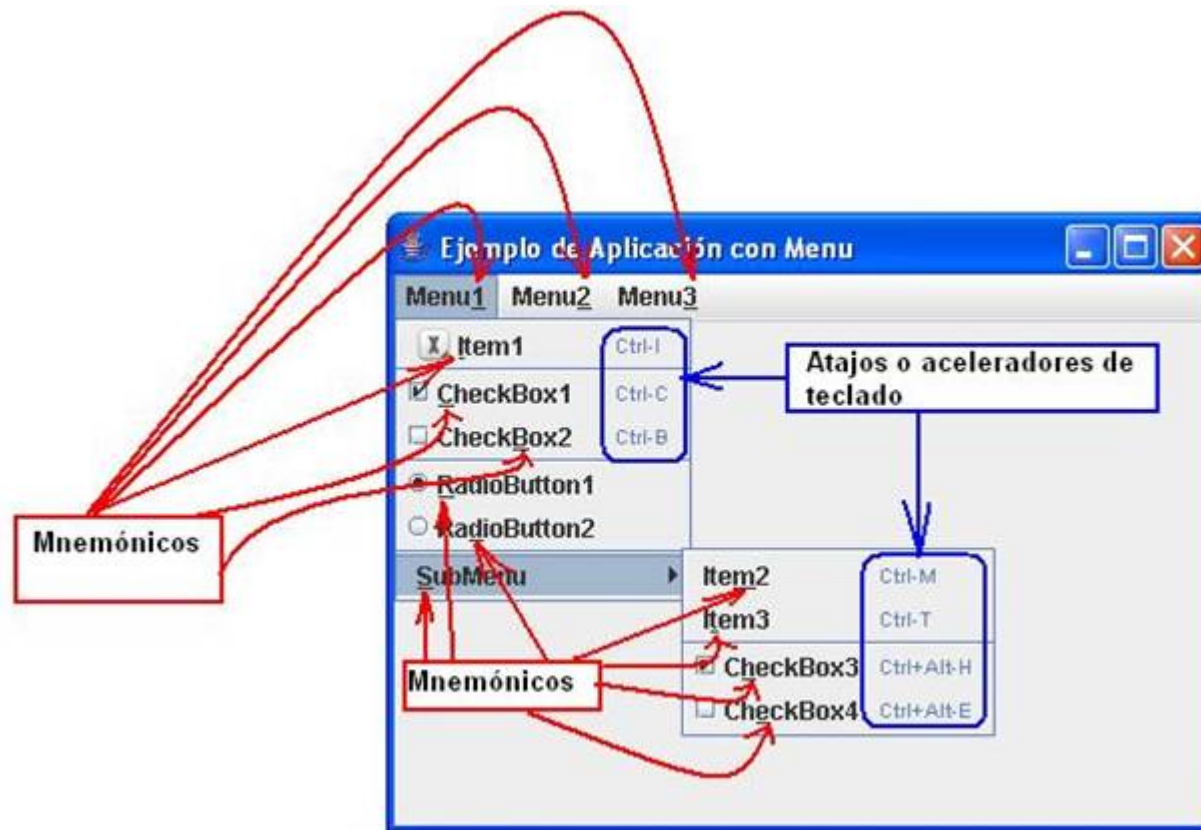 Ejemplo de Aplicación con Menu
Menu1 Menu2 Menu3
X Item1 Ctrl-I
CheckBox1 Ctrl-C
CheckBox2 Ctrl-B
RadioButton1
RadioButton2
SubMenu
Item2 Ctrl-M
Item3 Ctrl-T
CheckBox3 Ctrl+Alt-H
CheckBox4 Ctrl+Alt-E
Atajos o aceleradores de
teclado
Mnemónicos
Mnemónicos